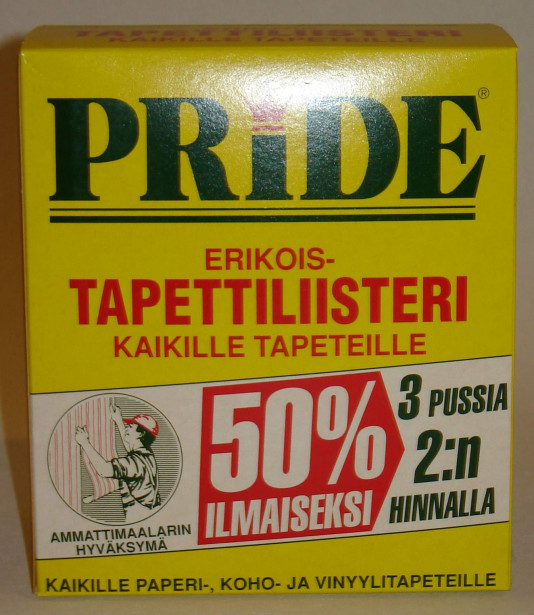 TAPETTILIISTERI
KAIKILLE TAPETEILLE
PRiDE®
ERIKOIS-
TAPETTILIISTERI
KAIKILLE TAPETEILLE
50%
ILMAISEKSI
3 PUSSIA
2:n
HINNALLA
AMMATTIMAALARIN
HYVÄKSYMÄ
KAIKILLE PAPERI-, KOHO- JA VINYYLITAPETEILLE